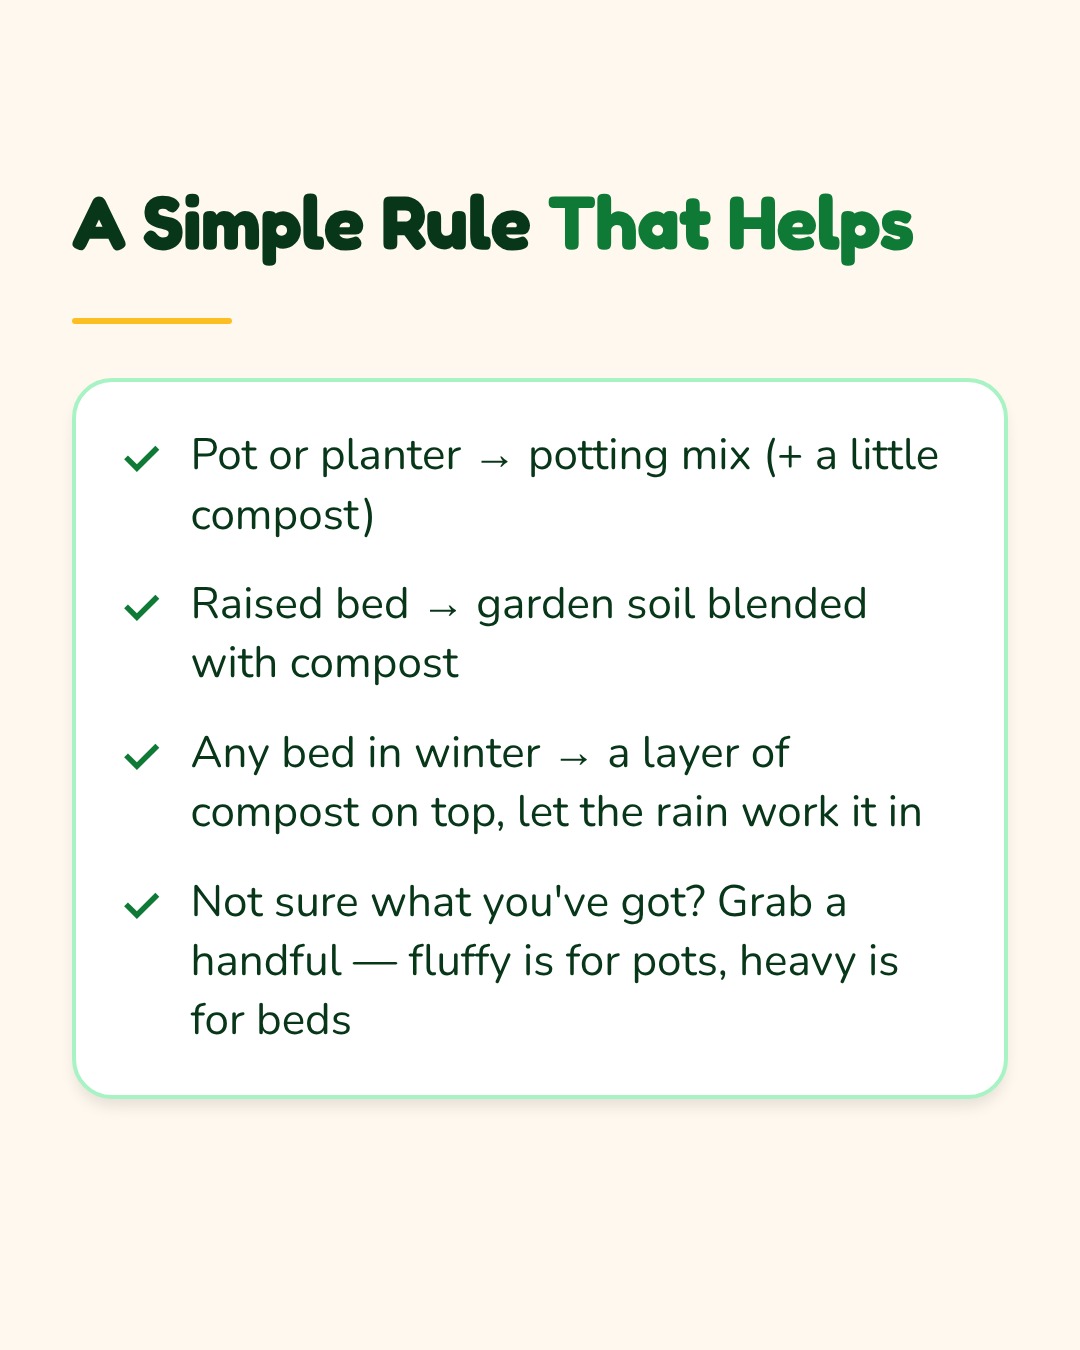 A Simple Rule That Helps
Pot or planter → potting mix (+ a little
compost)
Raised bed → garden soil blended
with compost
Any bed in winter → a layer of
compost on top, let the rain work it in
Not sure what you've got? Grab a
handful — fluffy is for pots, heavy is
for beds